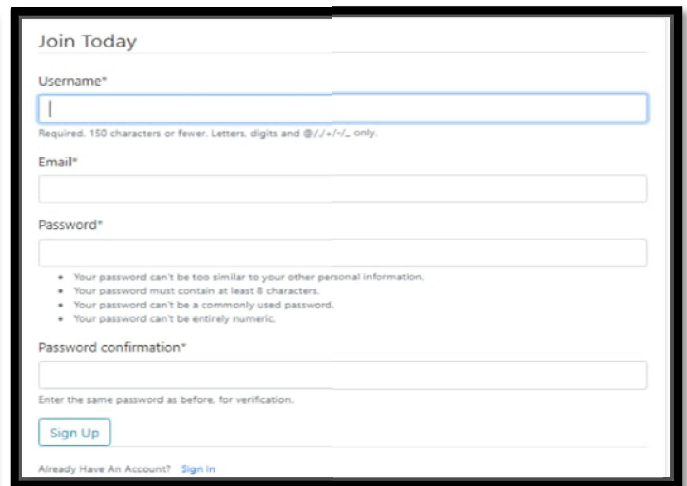 Join Today
Username*
Required. 150 characters or fewer. Letters, digits and @/./+/-/_ only.
Email*
Password*
• Your password can't be too similar to your other personal information.
• Your password must contain at least 8 characters.
• Your password can't be a commonly used password.
• Your password can't be entirely numeric.
Password confirmation*
Enter the same password as before, for verification.
Sign Up
Already Have An Account? Sign In